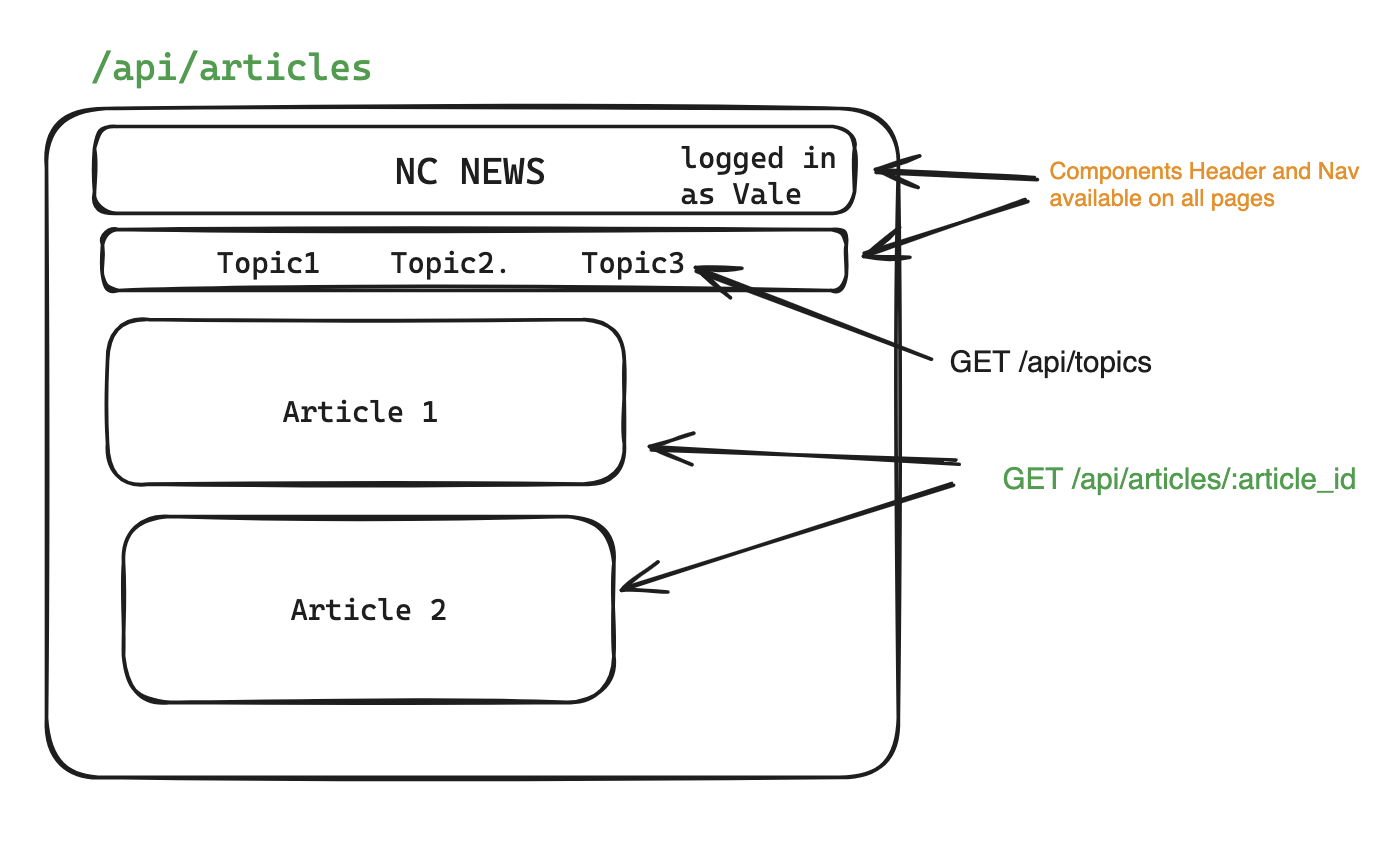 /api/articles
NC NEWS
logged in
as Vale
Components Header and Nav
available on all pages
Topic1 Topic2. Topic3
GET /api/topics
Article 1
GET /api/articles/:article_id
Article 2